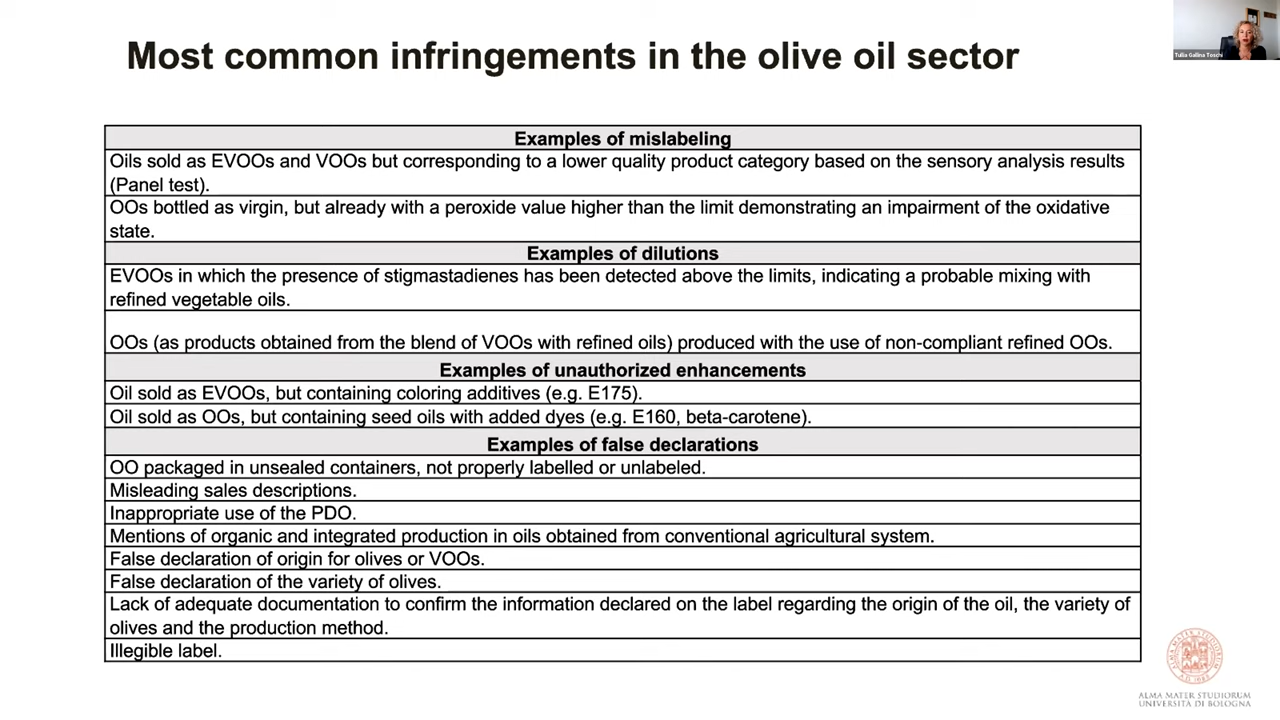 Most common infringements in the olive oil sector
Tullia Gallina Toschi
Examples of mislabeling
Oils sold as EVOOs and VOOs but corresponding to a lower quality product category based on the sensory analysis results
(Panel test).
OOs bottled as virgin, but already with a peroxide value higher than the limit demonstrating an impairment of the oxidative
state.
Examples of dilutions
EVOOs in which the presence of stigmastadienes has been detected above the limits, indicating a probable mixing with
refined vegetable oils.
OOs (as products obtained from the blend of VOOs with refined oils) produced with the use of non-compliant refined OOs.
Examples of unauthorized enhancements
Oil sold as EVOOs, but containing coloring additives (e.g. E175).
Oil sold as OOs, but containing seed oils with added dyes (e.g. E160, beta-carotene).
Examples of false declarations
OO packaged in unsealed containers, not properly labelled or unlabeled.
Misleading sales descriptions.
Inappropriate use of the PDO.
Mentions of organic and integrated production in oils obtained from conventional agricultural system.
False declaration of origin for olives or VOOs.
False declaration of the variety of olives.
Lack of adequate documentation to confirm the information declared on the label regarding the origin of the oil, the variety of
olives and the production method.
Illegible label.
ALMA MATER STUDIORUM
UNIVERSITÀ DI BOLOGNA